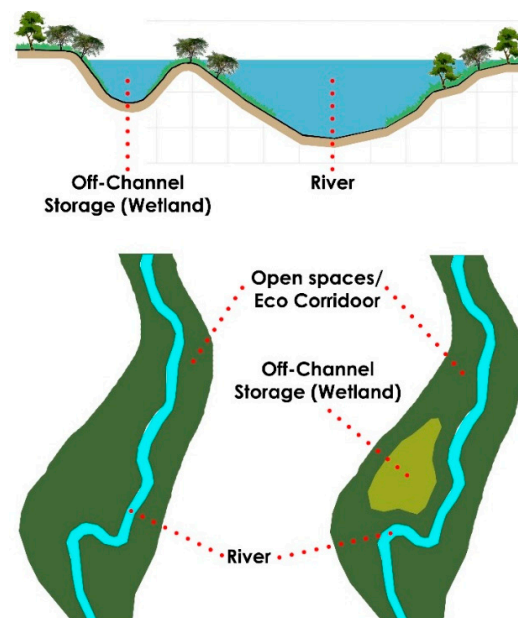 Off-Channel
Storage (Wetland)
River
Open spaces/
Eco Corridoor
Off-Channel
Storage (Wetland)
River